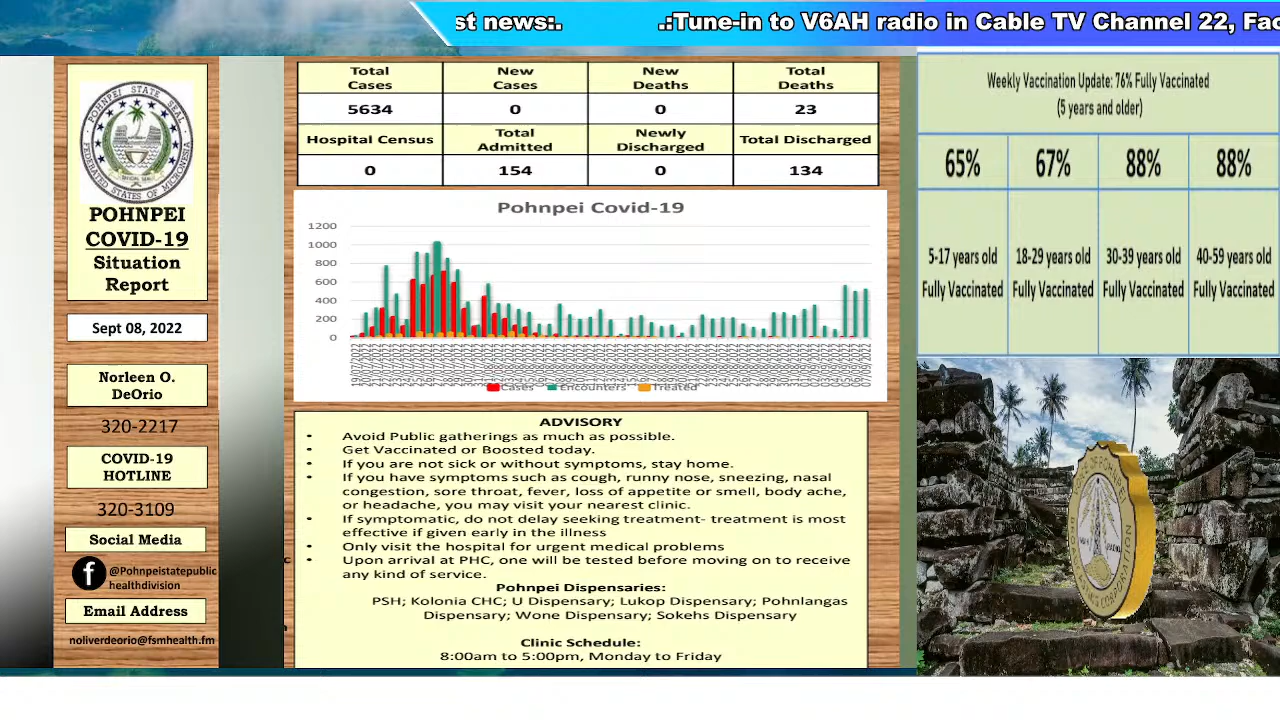 st news:.
.:Tune-in to V6AH radio in Cable TV Channel 22, Fac
POHNPEI STATE SEAL
FEDERATED STATES OF MICRONESIA
POHNPEI
COVID-19
Situation
Report
Sept 08, 2022
Norleen O.
DeOrio
320-2217
COVID-19
HOTLINE
320-3109
Social Media
f
@Pohnpeistatepublic
healthdivision
Email Address
noliverdeorio@fsmhealth.fm
Total Cases
New Cases
New Deaths
Total Deaths
5634
0
0
23
Hospital Census
Total Admitted
Newly Discharged
Total Discharged
0
154
0
134
Pohnpei Covid-19
1200
1000
800
600
400
200
0
Cases
Encounters
Treated
ADVISORY
• Avoid Public gatherings as much as possible.
• Get Vaccinated or Boosted today.
• If you are not sick or without symptoms, stay home.
• If you have symptoms such as cough, runny nose, sneezing, nasal
congestion, sore throat, fever, loss of appetite or smell, body ache,
or headache, you may visit your nearest clinic.
• If symptomatic, do not delay seeking treatment- treatment is most
effective if given early in the illness
• Only visit the hospital for urgent medical problems
• Upon arrival at PHC, one will be tested before moving on to receive
any kind of service.
Pohnpei Dispensaries:
PSH; Kolonia CHC; U Dispensary; Lukop Dispensary; Pohnlangas
Dispensary; Wone Dispensary; Sokehs Dispensary
Clinic Schedule:
8:00am to 5:00pm, Monday to Friday
Weekly Vaccination Update: 76% Fully Vaccinated
(5 years and older)
65%
67%
88%
88%
5-17 years old
Fully Vaccinated
18-29 years old
Fully Vaccinated
30-39 years old
Fully Vaccinated
40-59 years old
Fully Vaccinated